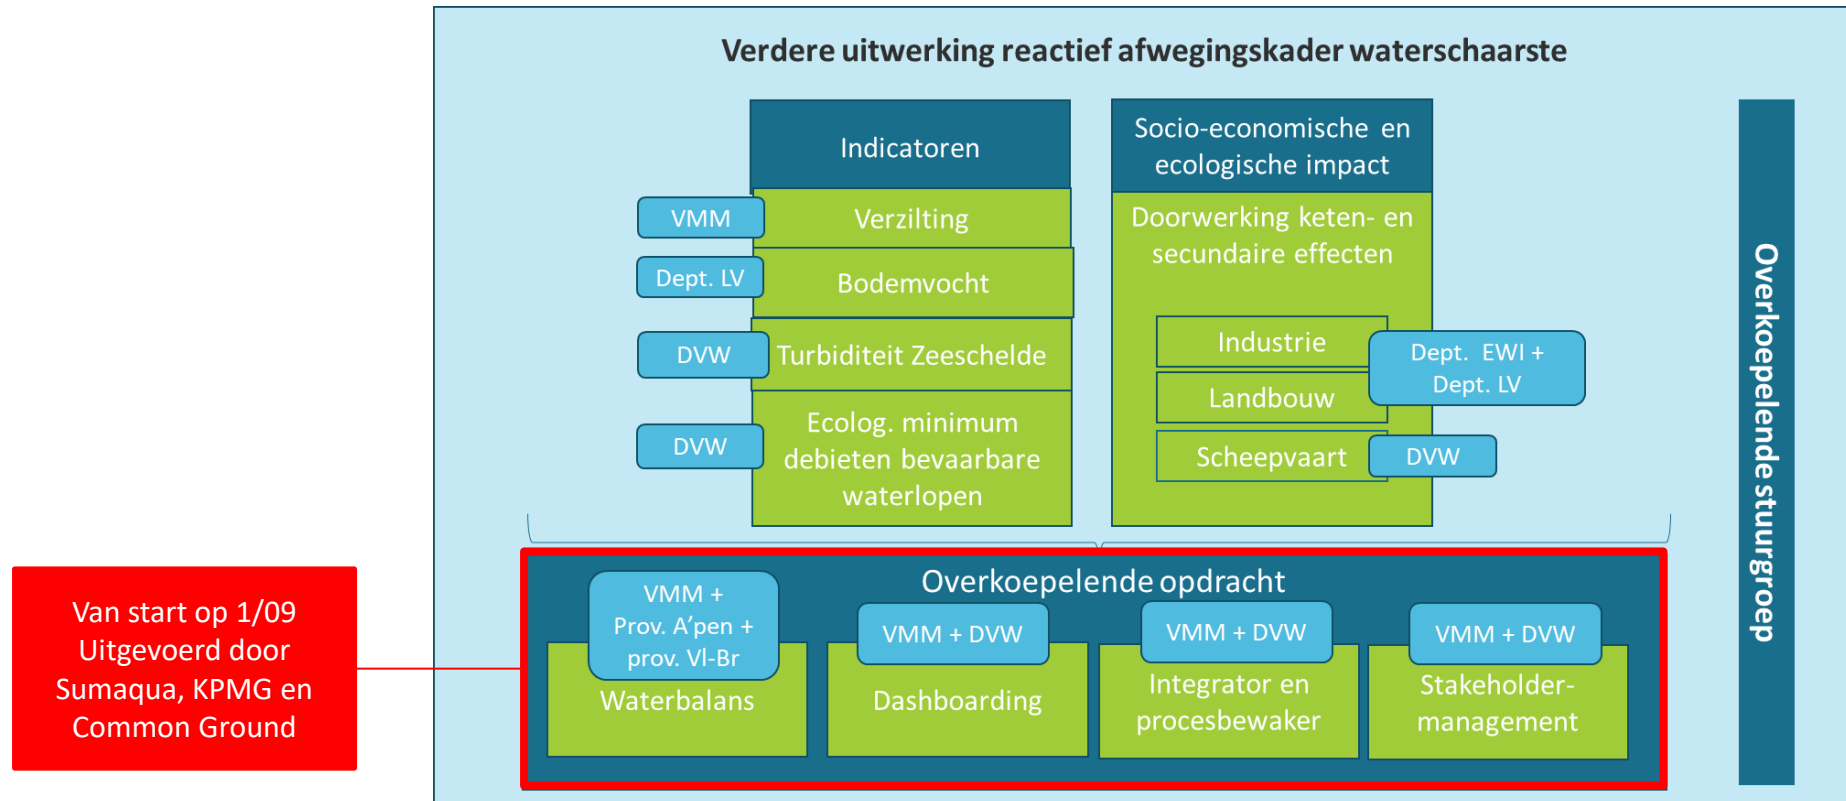 Verdere uitwerking reactief afwegingskader waterschaarste
Indicatoren
VMM
Verzilting
Dept. LV
Bodemvocht
DVW
Turbiditeit Zeeschelde
DVW
Ecolog. minimum
debieten bevaarbare
waterlopen
Socio-economische en
ecologische impact
Doorwerking keten- en
secundaire effecten
Industrie
Landbouw
Dept. EWI +
Dept. LV
Scheepvaart
DVW
Overkoepelende stuurgroep
Van start op 1/09
Uitgevoerd door
Sumaqua, KPMG en
Common Ground
Overkoepelende opdracht
VMM +
Prov. A’pen +
prov. Vl-Br
Waterbalans
VMM + DVW
Dashboarding
VMM + DVW
Integrator en
procesbewaker
VMM + DVW
Stakeholder-
management